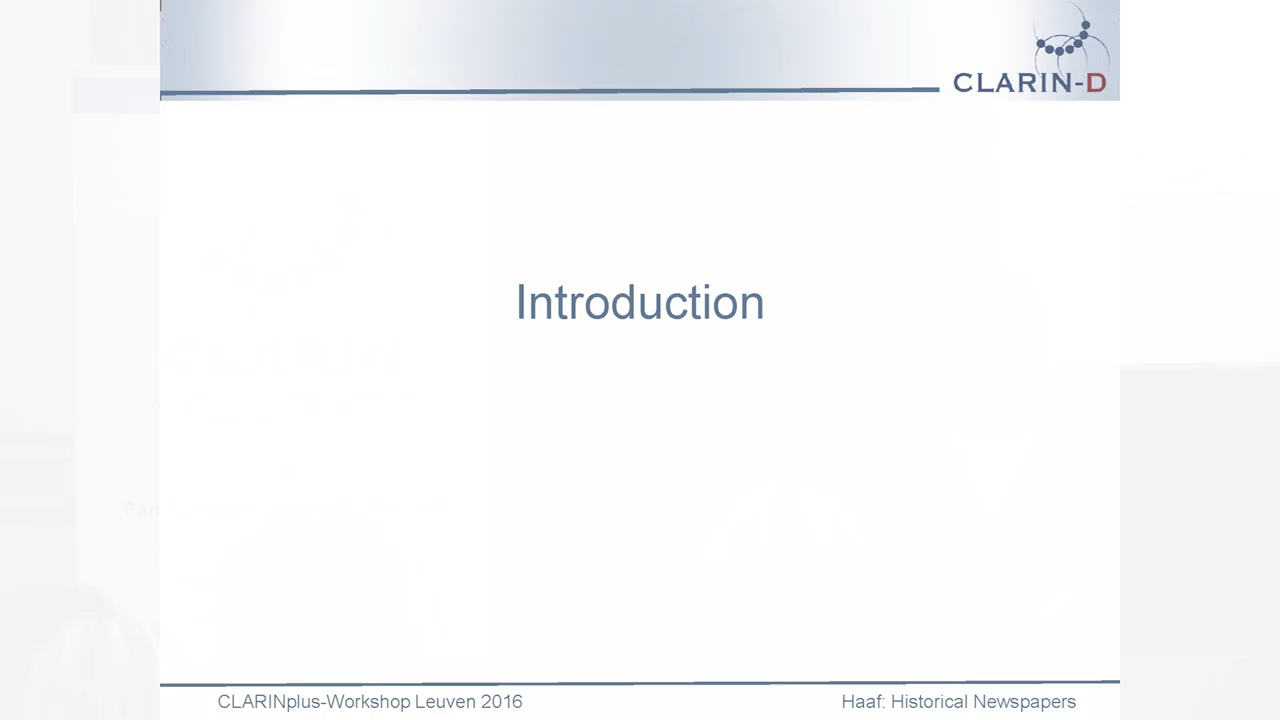 CLARIN-D
Introduction
CLARINplus-Workshop Leuven 2016
Haaf: Historical Newspapers